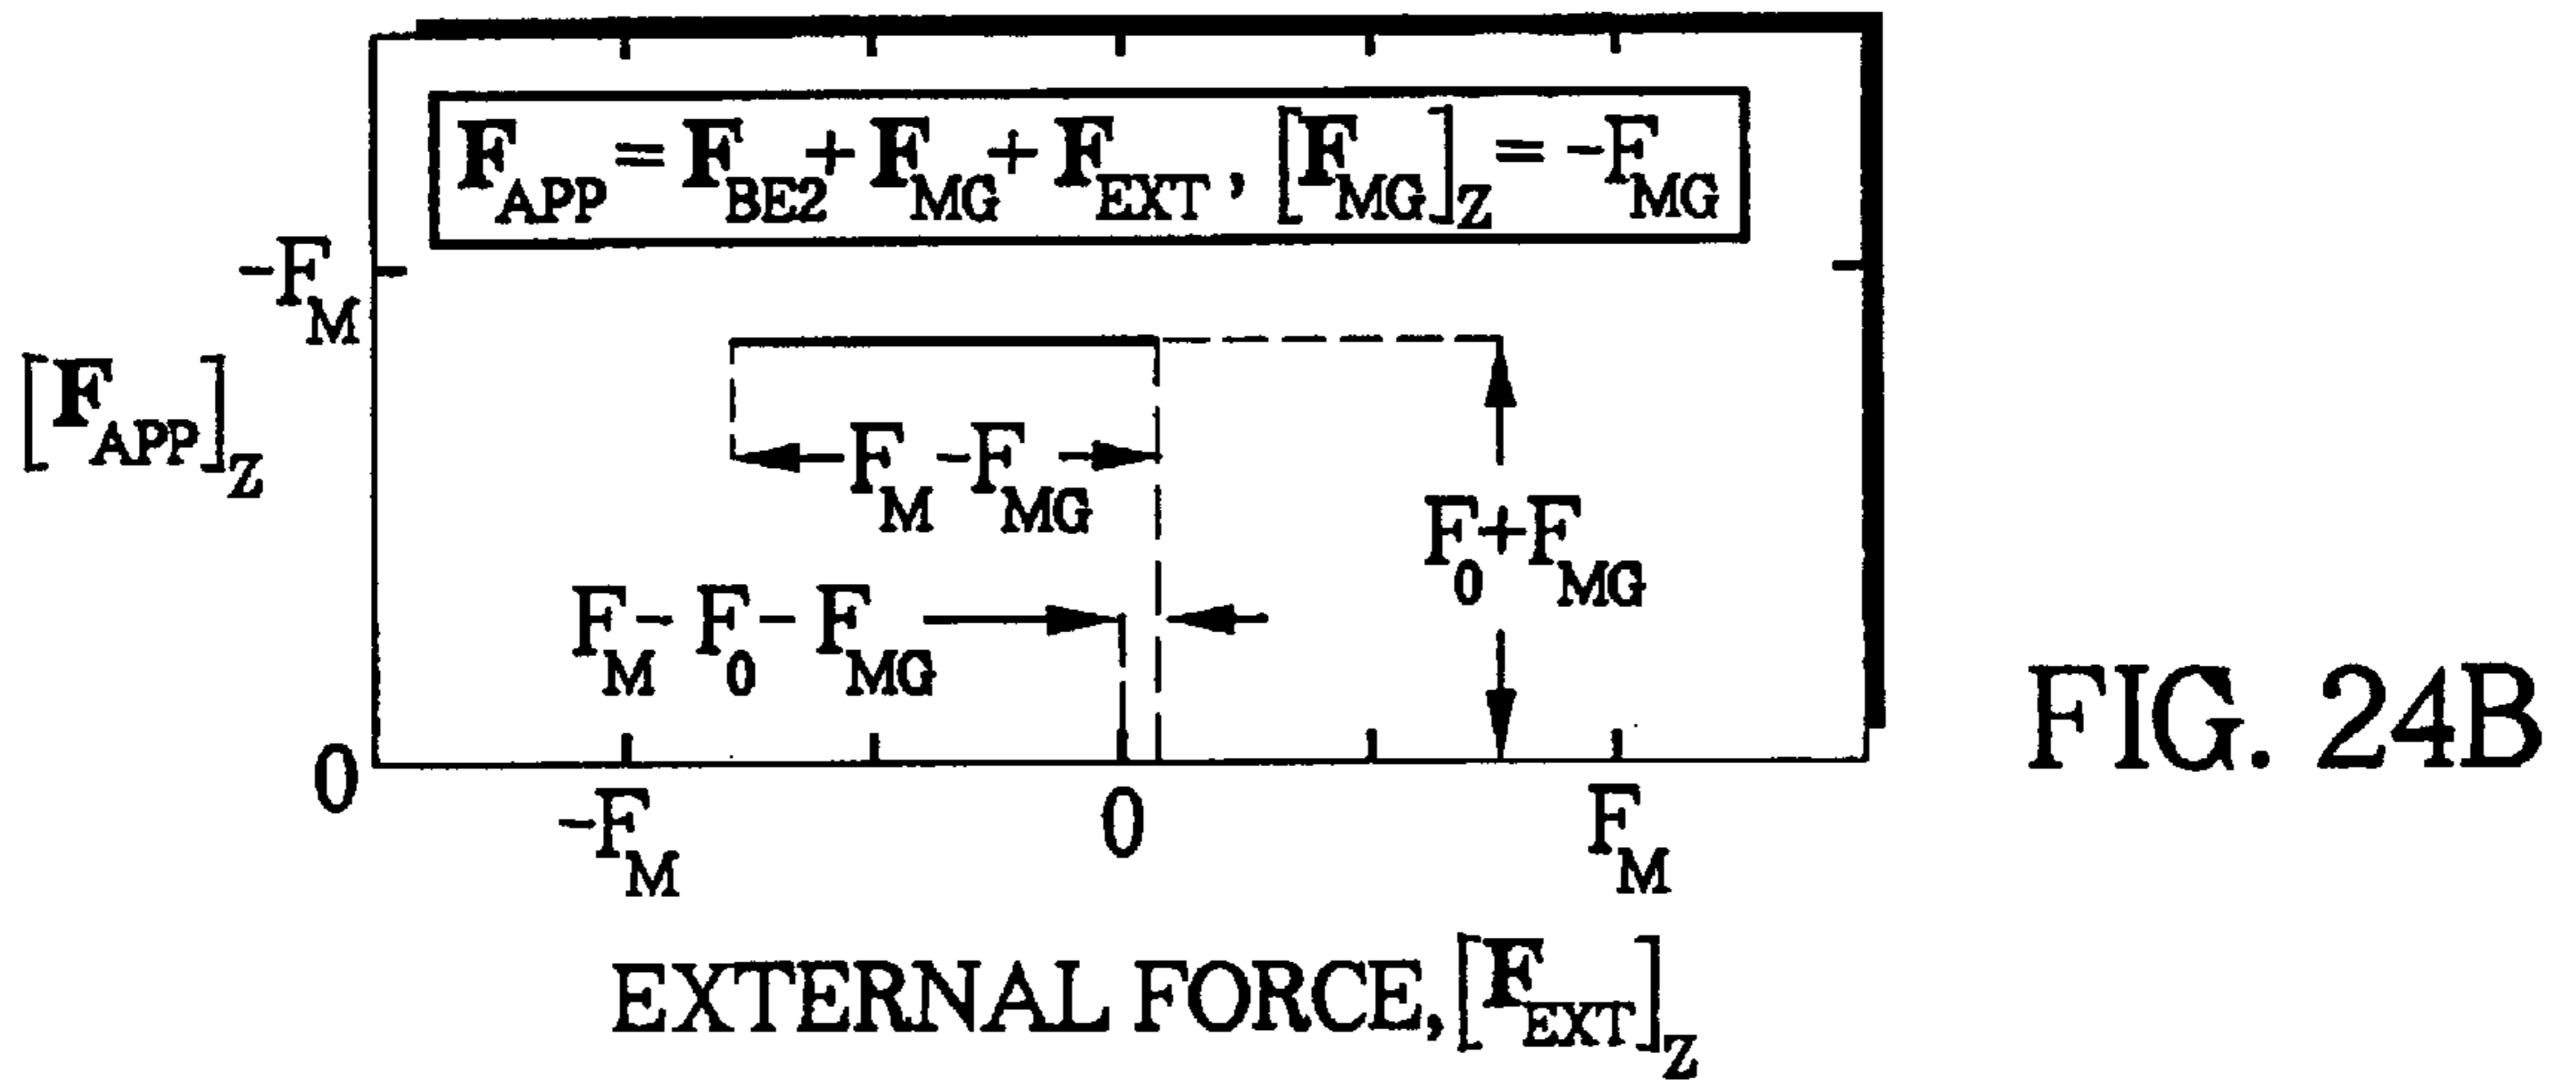 F_APP = F_BE2 + F_MG + F_EXT , [F_MG]_Z = -F_MG
-F_M
[F_APP]_Z
F_M - F_MG
F_0 + F_MG
F_M - F_0 - F_MG
0
-F_M
0
F_M
EXTERNAL FORCE, [F_EXT]_Z
FIG. 24B